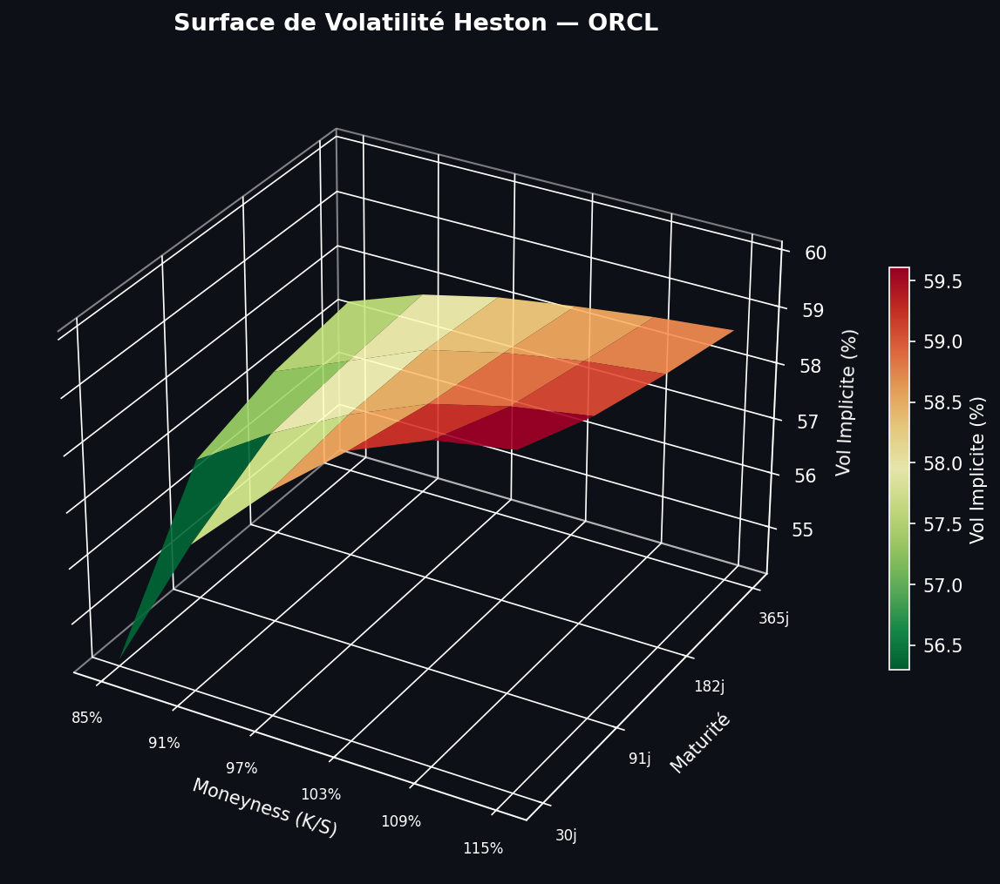 Surface de Volatilité Heston — ORCL
60
59
58
57
56
55
Vol Implicite (%)
59.5
59.0
58.5
58.0
57.5
57.0
56.5
Vol Implicite (%)
365j
182j
91j
30j
Maturité
85%
91%
97%
103%
109%
115%
Moneyness (K/S)